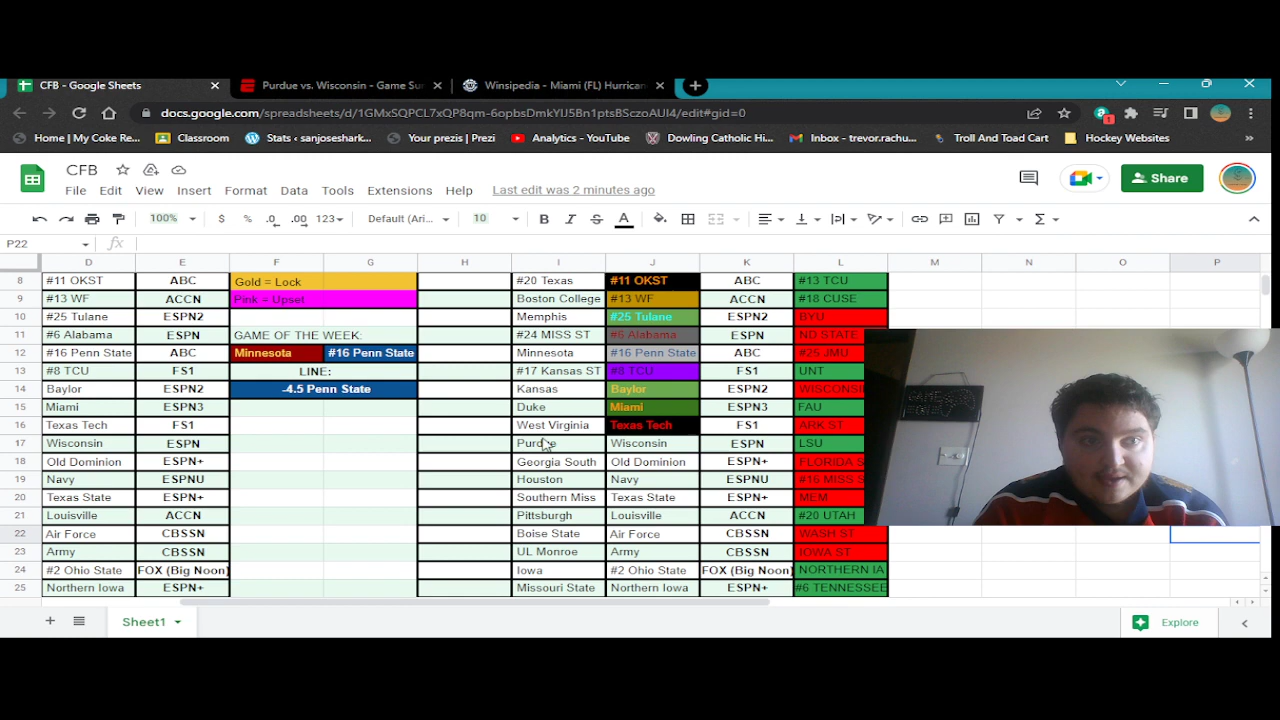 CFB - Google Sheets
Purdue vs. Wisconsin - Game Sur
Winsipedia - Miami (FL) Hurrican
docs.google.com/spreadsheets/d/
Home | My Coke Re...
Classroom
Stats ‹ sanjoseshark...
Your prezis | Prezi
Analytics - YouTube
Dowling Catholic Hi...
Inbox - trevor.rachu...
Troll And Toad Cart
Hockey Websites
»
CFB
File Edit View Insert Format Data Tools Extensions Help Last edit was 2 minutes ago
Share
100% $ % .0 .00 123 Default (Ari... 10 B I S A
P22 fx
D E F G H I J K L M N O P
8 #11 OKST ABC Gold = Lock #20 Texas #11 OKST ABC #13 TCU
9 #13 WF ACCN Pink = Upset Boston College #13 WF ACCN #18 CUSE
10 #25 Tulane ESPN2 Memphis #25 Tulane ESPN2 BYU
11 #6 Alabama ESPN GAME OF THE WEEK: #24 MISS ST #6 Alabama ESPN ND STATE
12 #16 Penn State ABC Minnesota #16 Penn State Minnesota #16 Penn State ABC #25 JMU
13 #8 TCU FS1 LINE: #17 Kansas ST #8 TCU FS1 UNT
14 Baylor ESPN2 -4.5 Penn State Kansas Baylor ESPN2 WISCONSI
15 Miami ESPN3 Duke Miami ESPN3 FAU
16 Texas Tech FS1 West Virginia Texas Tech FS1 ARK ST
17 Wisconsin ESPN Purdue Wisconsin ESPN LSU
18 Old Dominion ESPN+ Georgia South Old Dominion ESPN+ FLORIDA S
19 Navy ESPNU Houston Navy ESPNU #16 MISS S
20 Texas State ESPN+ Southern Miss Texas State ESPN+ MEM
21 Louisville ACCN Pittsburgh Louisville ACCN #20 UTAH
22 Air Force CBSSN Boise State Air Force CBSSN WASH ST
23 Army CBSSN UL Monroe Army CBSSN IOWA ST
24 #2 Ohio State FOX (Big Noon) Iowa #2 Ohio State FOX (Big Noon) NORTHERN IA
25 Northern Iowa ESPN+ Missouri State Northern Iowa ESPN+ #6 TENNESSEE
Sheet1
Explore